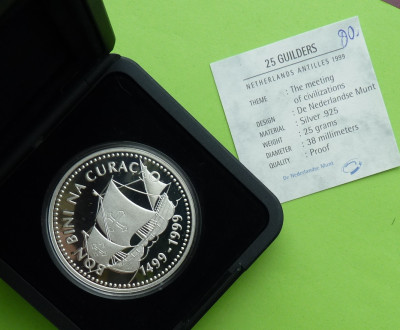 25 GUILDERS
90.
NETHERLANDS ANTILLES 1999
THEME : The meeting
of civilizations
DESIGN : De Nederlandse Munt
MATERIAL : Silver .925
WEIGHT : 25 grams
DIAMETER : 38 millimeters
QUALITY : Proof
De Nederlandse Munt
BON BINI NA CURAÇAO
1499-1999